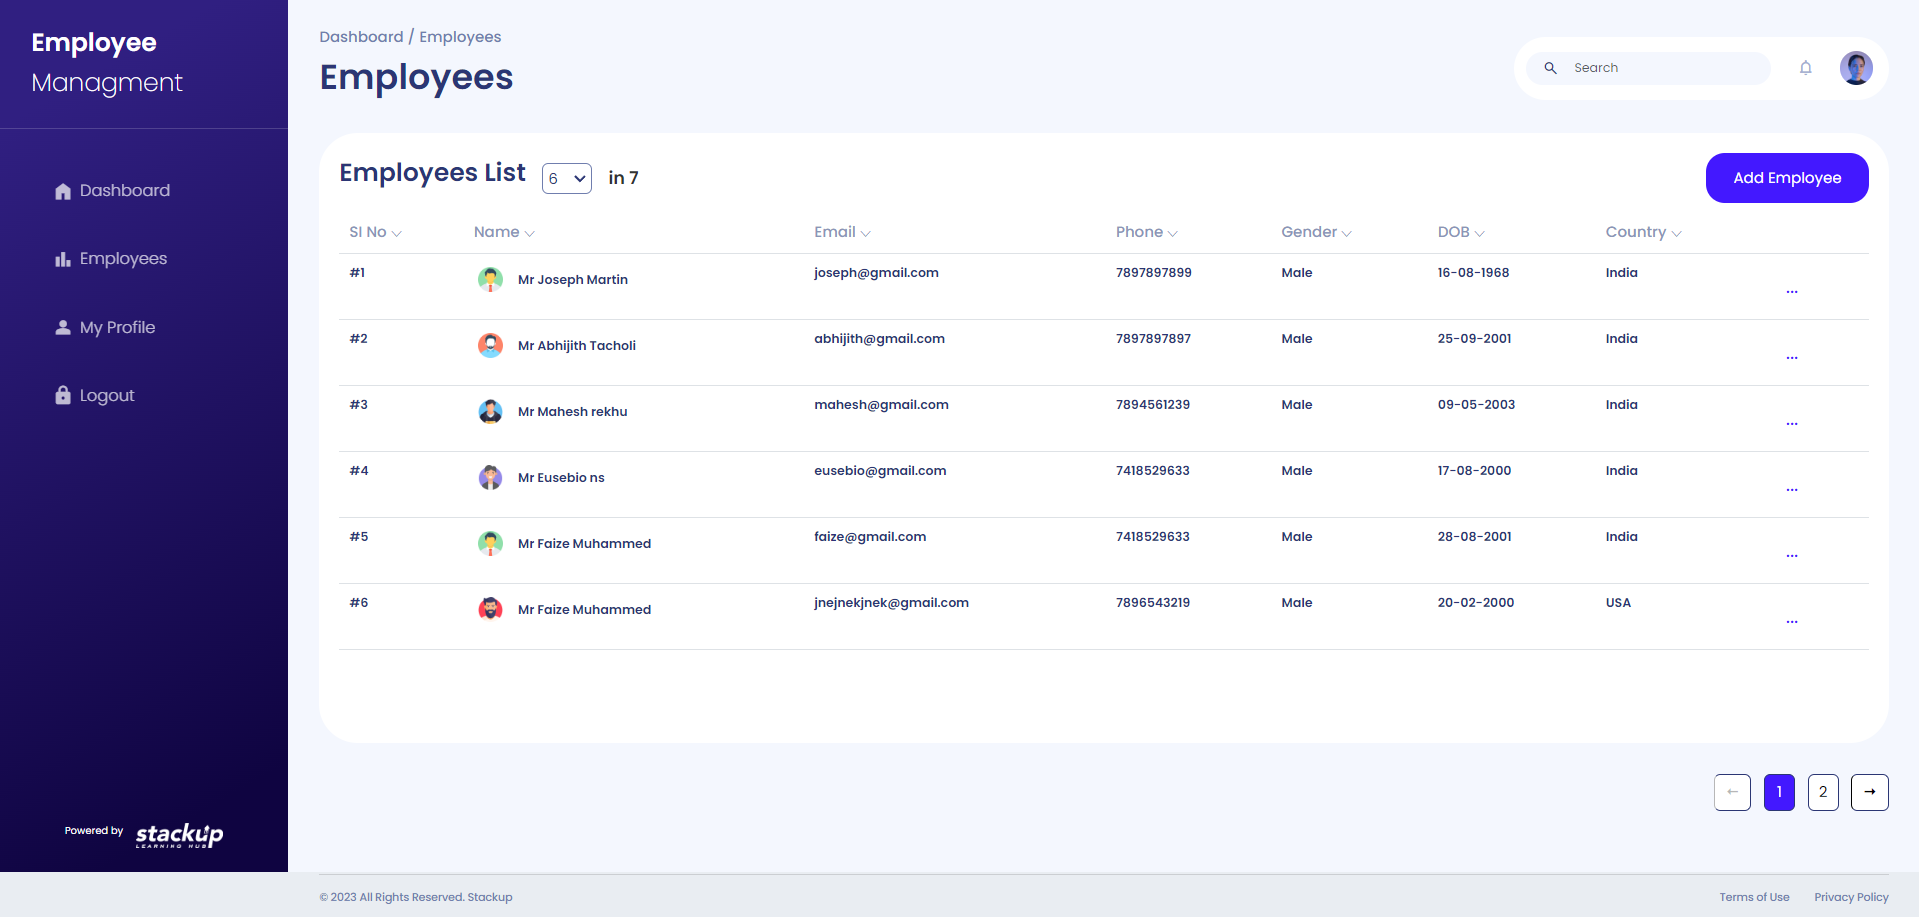 Employee
Managment
Dashboard
Employees
My Profile
Logout
Powered by stackup
LEARNING HUB
Dashboard / Employees
Employees
Search
Employees List 6 in 7
Add Employee
SI No Name Email Phone Gender DOB Country
#1 Mr Joseph Martin joseph@gmail.com 7897897899 Male 16-08-1968 India ...
#2 Mr Abhijith Tacholi abhijith@gmail.com 7897897897 Male 25-09-2001 India ...
#3 Mr Mahesh rekhu mahesh@gmail.com 7894561239 Male 09-05-2003 India ...
#4 Mr Eusebio ns eusebio@gmail.com 7418529633 Male 17-08-2000 India ...
#5 Mr Faize Muhammed faize@gmail.com 7418529633 Male 28-08-2001 India ...
#6 Mr Faize Muhammed jnejnekjnek@gmail.com 7896543219 Male 20-02-2000 USA ...
← 1 2 →
© 2023 All Rights Reserved. Stackup
Terms of Use Privacy Policy